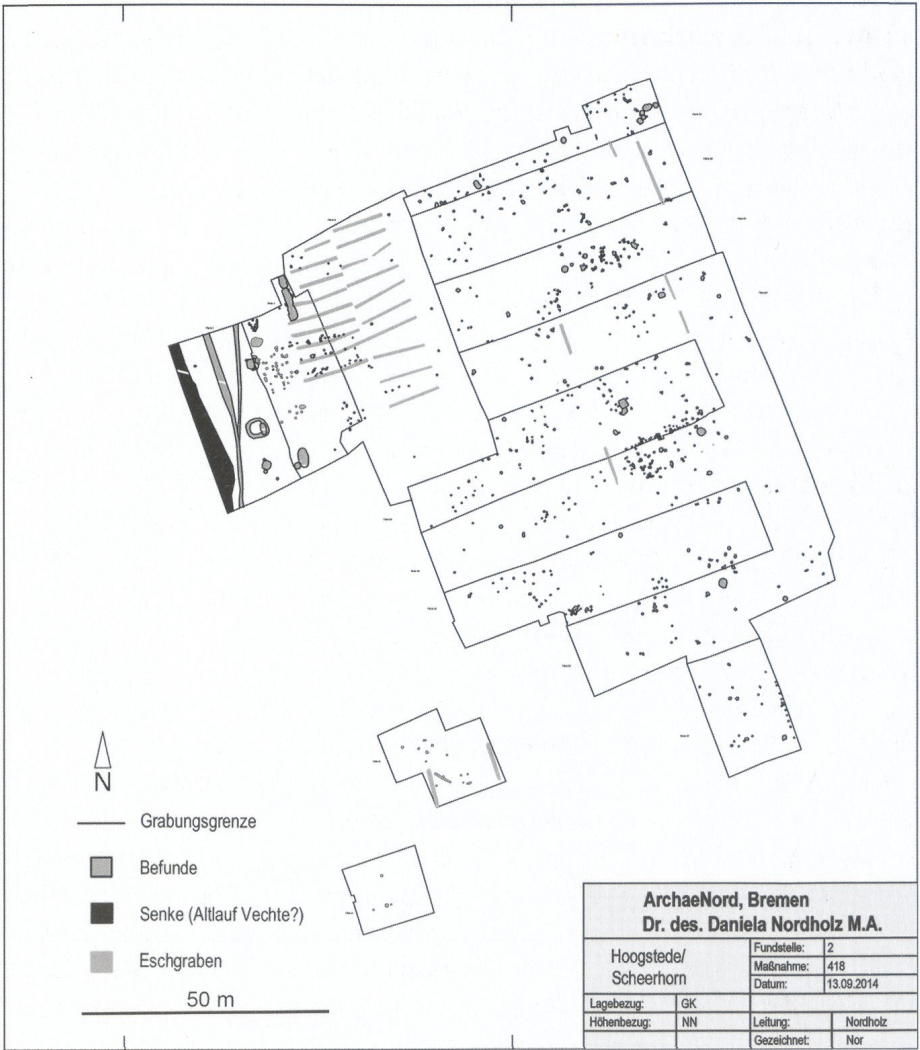 N
Grabungsgrenze
Befunde
Senke (Altlauf Vechte?)
Eschgraben
50 m
ArchaeNord, Bremen
Dr. des. Daniela Nordholz M.A.
Hoogstede/
Scheerhorn
Fundstelle: 2
Maßnahme: 418
Datum: 13.09.2014
Lagebezug: GK
Höhenbezug: NN
Leitung: Nordholz
Gezeichnet: Nor